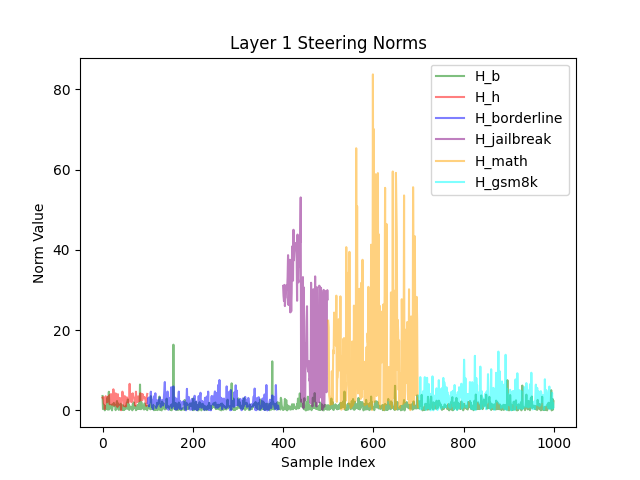 Layer 1 Steering Norms
H_b
H_h
H_borderline
H_jailbreak
H_math
H_gsm8k
Norm Value
80
60
40
20
0
0
200
400
600
800
1000
Sample Index